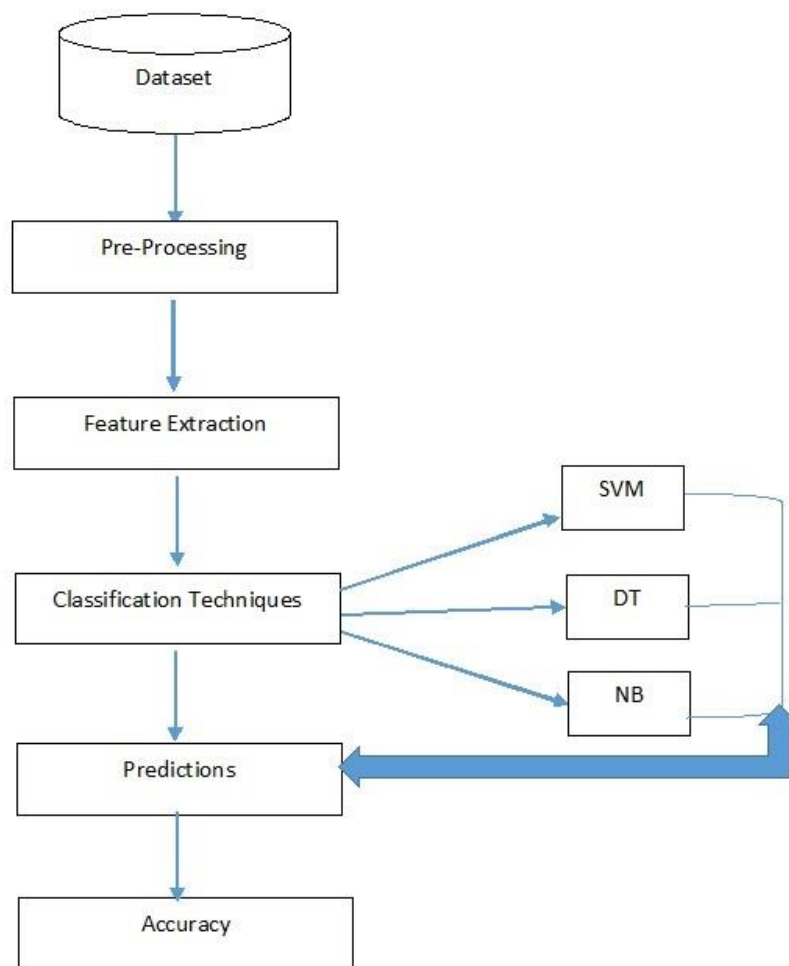 Dataset
Pre-Processing
Feature Extraction
SVM
Classification Techniques
DT
NB
Predictions
Accuracy